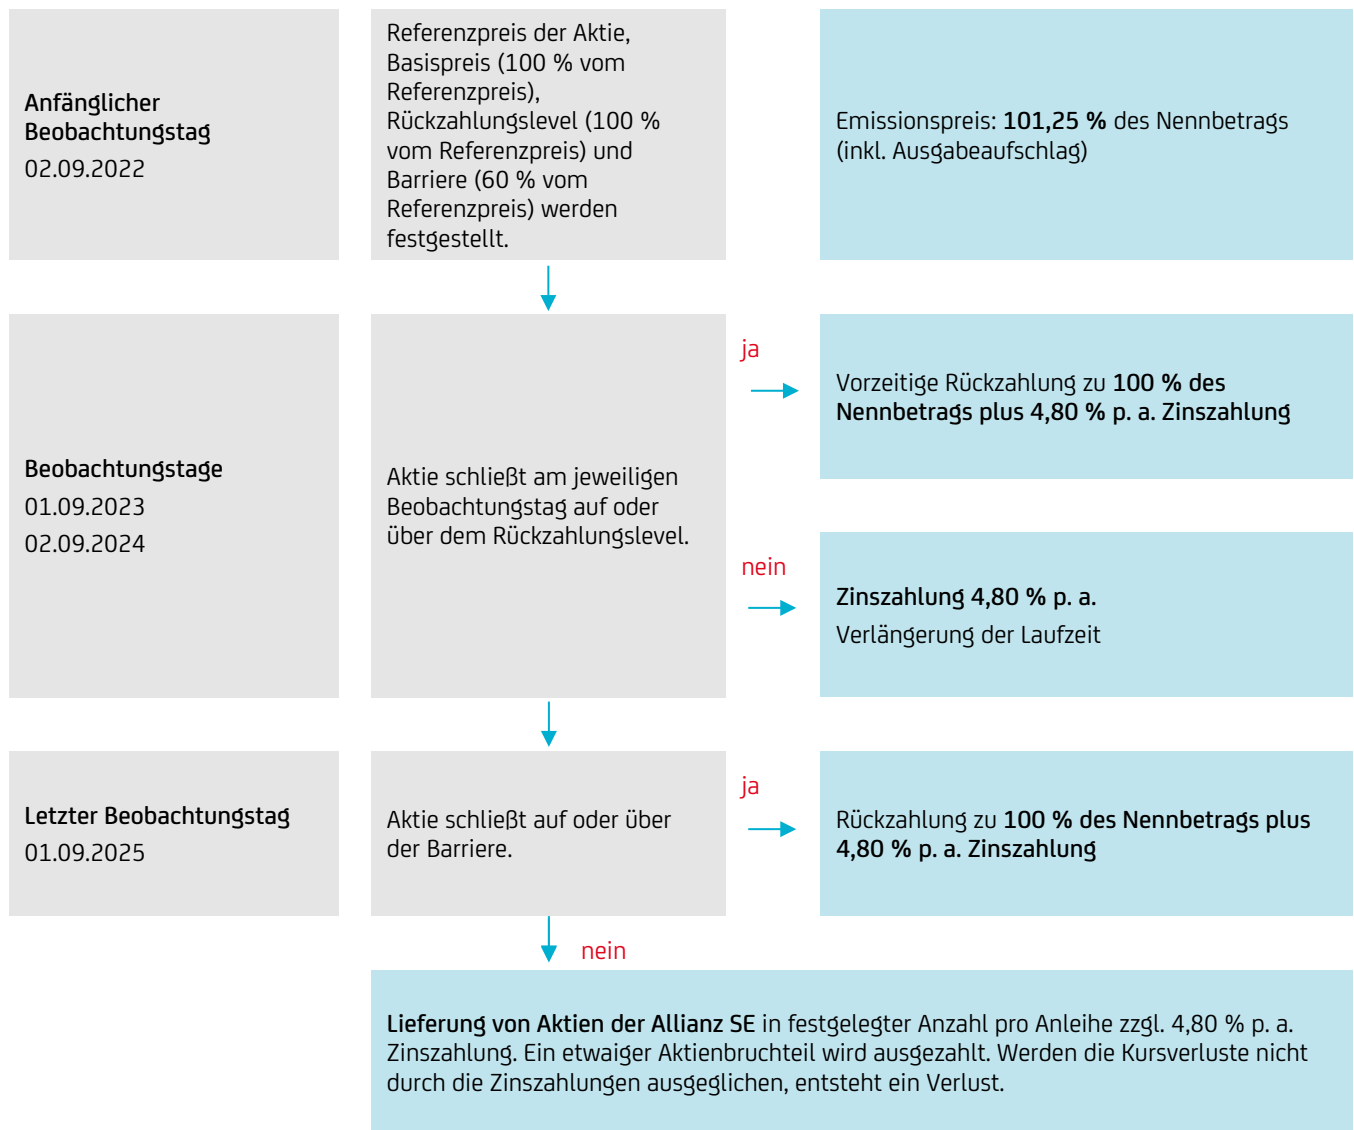 Anfänglicher
Beobachtungstag
02.09.2022
Referenzpreis der Aktie,
Basispreis (100 % vom
Referenzpreis),
Rückzahlungslevel (100 %
vom Referenzpreis) und
Barriere (60 % vom
Referenzpreis) werden
festgestellt.
Emissionspreis: 101,25 % des Nennbetrags
(inkl. Ausgabeaufschlag)
Beobachtungstage
01.09.2023
02.09.2024
Aktie schließt am jeweiligen
Beobachtungstag auf oder
über dem Rückzahlungslevel.
ja
Vorzeitige Rückzahlung zu 100 % des
Nennbetrags plus 4,80 % p. a. Zinszahlung
nein
Zinszahlung 4,80 % p. a.
Verlängerung der Laufzeit
Letzter Beobachtungstag
01.09.2025
Aktie schließt auf oder über
der Barriere.
ja
Rückzahlung zu 100 % des Nennbetrags plus
4,80 % p. a. Zinszahlung
nein
Lieferung von Aktien der Allianz SE in festgelegter Anzahl pro Anleihe zzgl. 4,80 % p. a.
Zinszahlung. Ein etwaiger Aktienbruchteil wird ausgezahlt. Werden die Kursverluste nicht
durch die Zinszahlungen ausgeglichen, entsteht ein Verlust.